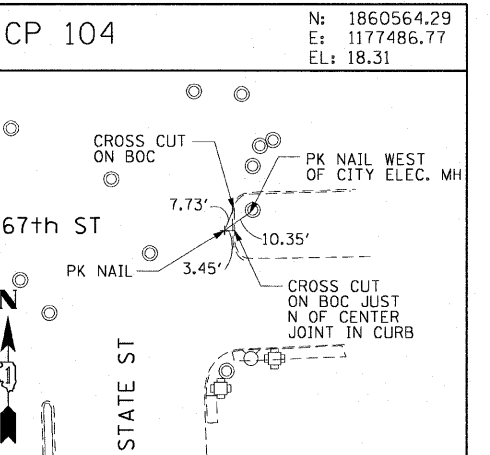 CP 104
N: 1860564.29
E: 1177486.77
EL: 18.31
CROSS CUT
ON BOC
PK NAIL WEST
OF CITY ELEC. MH
7.73'
67th ST
10.35'
PK NAIL
3.45'
CROSS CUT
ON BOC JUST
N OF CENTER
JOINT IN CURB
N
STATE ST